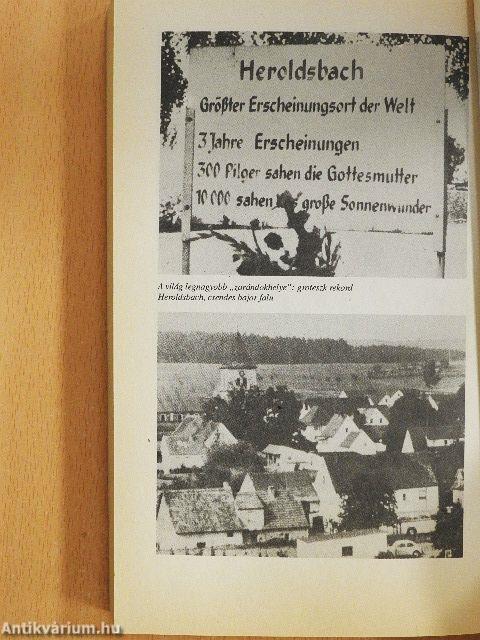 Heroldsbach
Größter Erscheinungsort der Welt
3 Jahre Erscheinungen
300 Pilger sahen die Gottesmutter
10 000 sahen große Sonnenwunder
A világ legnagyobb „zarándokhelye”: groteszk rekord
Heroldsbach, csendes bajor falu
Antikvárium.hu